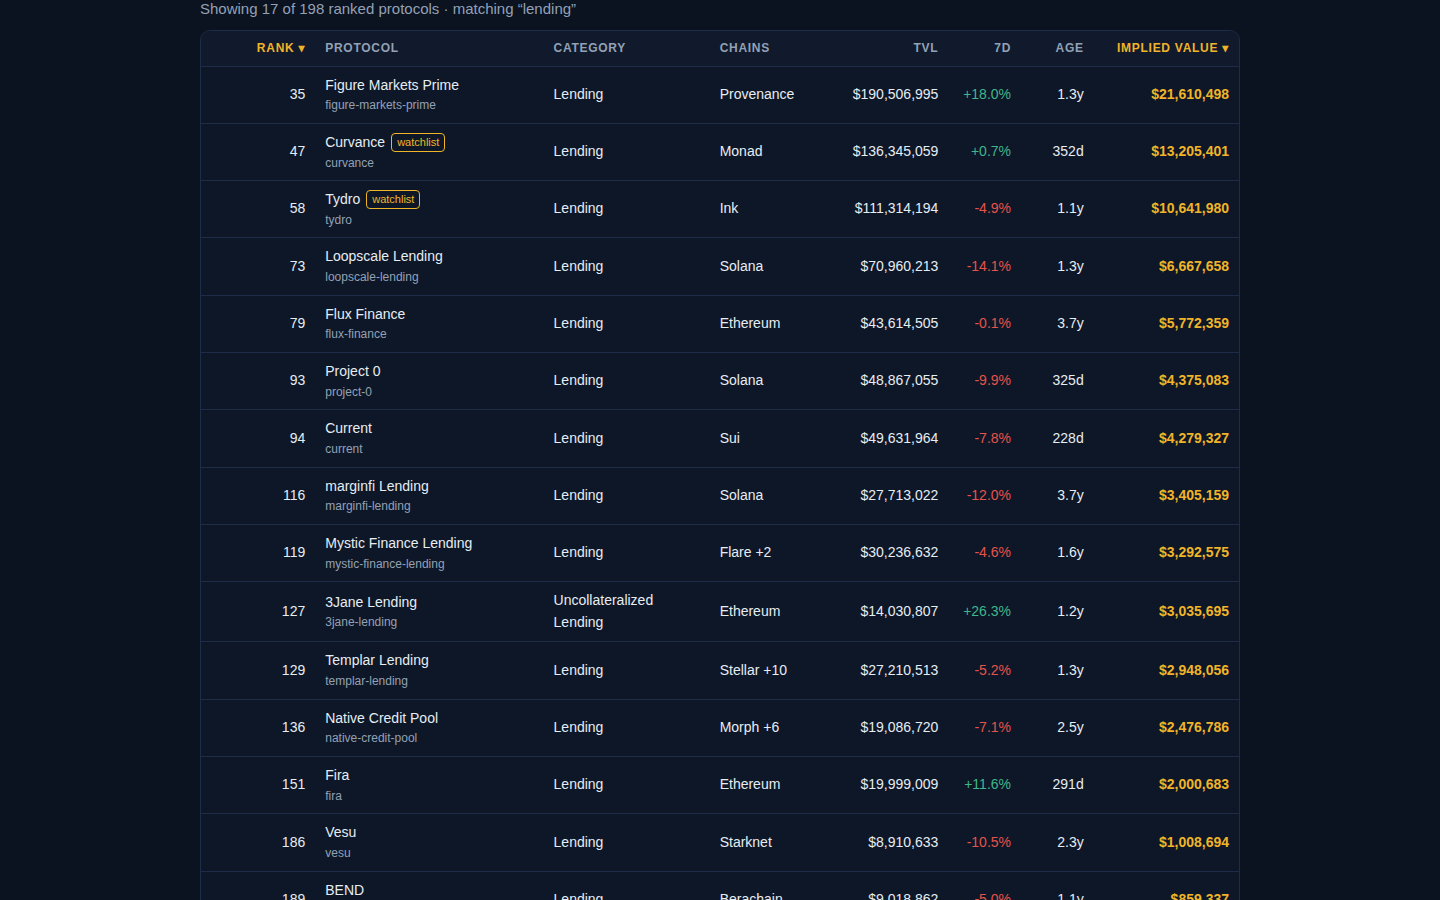 Showing 17 of 198 ranked protocols · matching “lending”
RANK ▾ PROTOCOL CATEGORY CHAINS TVL 7D AGE IMPLIED VALUE ▾
35 Figure Markets Prime figure-markets-prime Lending Provenance $190,506,995 +18.0% 1.3y $21,610,498
47 Curvance watchlist curvance Lending Monad $136,345,059 +0.7% 352d $13,205,401
58 Tydro watchlist tydro Lending Ink $111,314,194 -4.9% 1.1y $10,641,980
73 Loopscale Lending loopscale-lending Lending Solana $70,960,213 -14.1% 1.3y $6,667,658
79 Flux Finance flux-finance Lending Ethereum $43,614,505 -0.1% 3.7y $5,772,359
93 Project 0 project-0 Lending Solana $48,867,055 -9.9% 325d $4,375,083
94 Current current Lending Sui $49,631,964 -7.8% 228d $4,279,327
116 marginfi Lending marginfi-lending Lending Solana $27,713,022 -12.0% 3.7y $3,405,159
119 Mystic Finance Lending mystic-finance-lending Lending Flare +2 $30,236,632 -4.6% 1.6y $3,292,575
127 3Jane Lending 3jane-lending Uncollateralized Lending Ethereum $14,030,807 +26.3% 1.2y $3,035,695
129 Templar Lending templar-lending Lending Stellar +10 $27,210,513 -5.2% 1.3y $2,948,056
136 Native Credit Pool native-credit-pool Lending Morph +6 $19,086,720 -7.1% 2.5y $2,476,786
151 Fira fira Lending Ethereum $19,999,009 +11.6% 291d $2,000,683
186 Vesu vesu Lending Starknet $8,910,633 -10.5% 2.3y $1,008,694
189 BEND Lending Berachain $9,018,862 -5.0% 1.1y $859,337